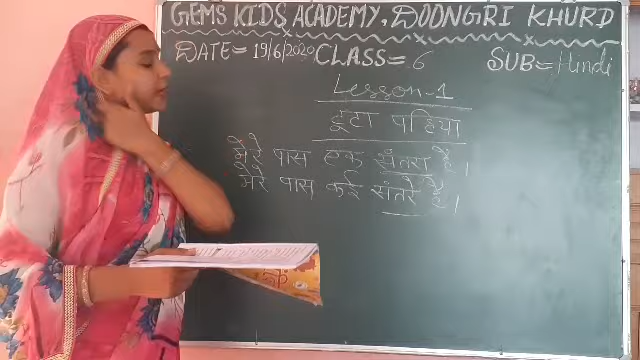 GEMS KIDS ACADEMY, DOONGRI KHURD
DATE= 19/6/2020 CLASS= 6 SUB= Hindi
Lesson-1
इटा पहिया
मेरे पास एक संतरा है।
मेरे पास कई संतरे है।